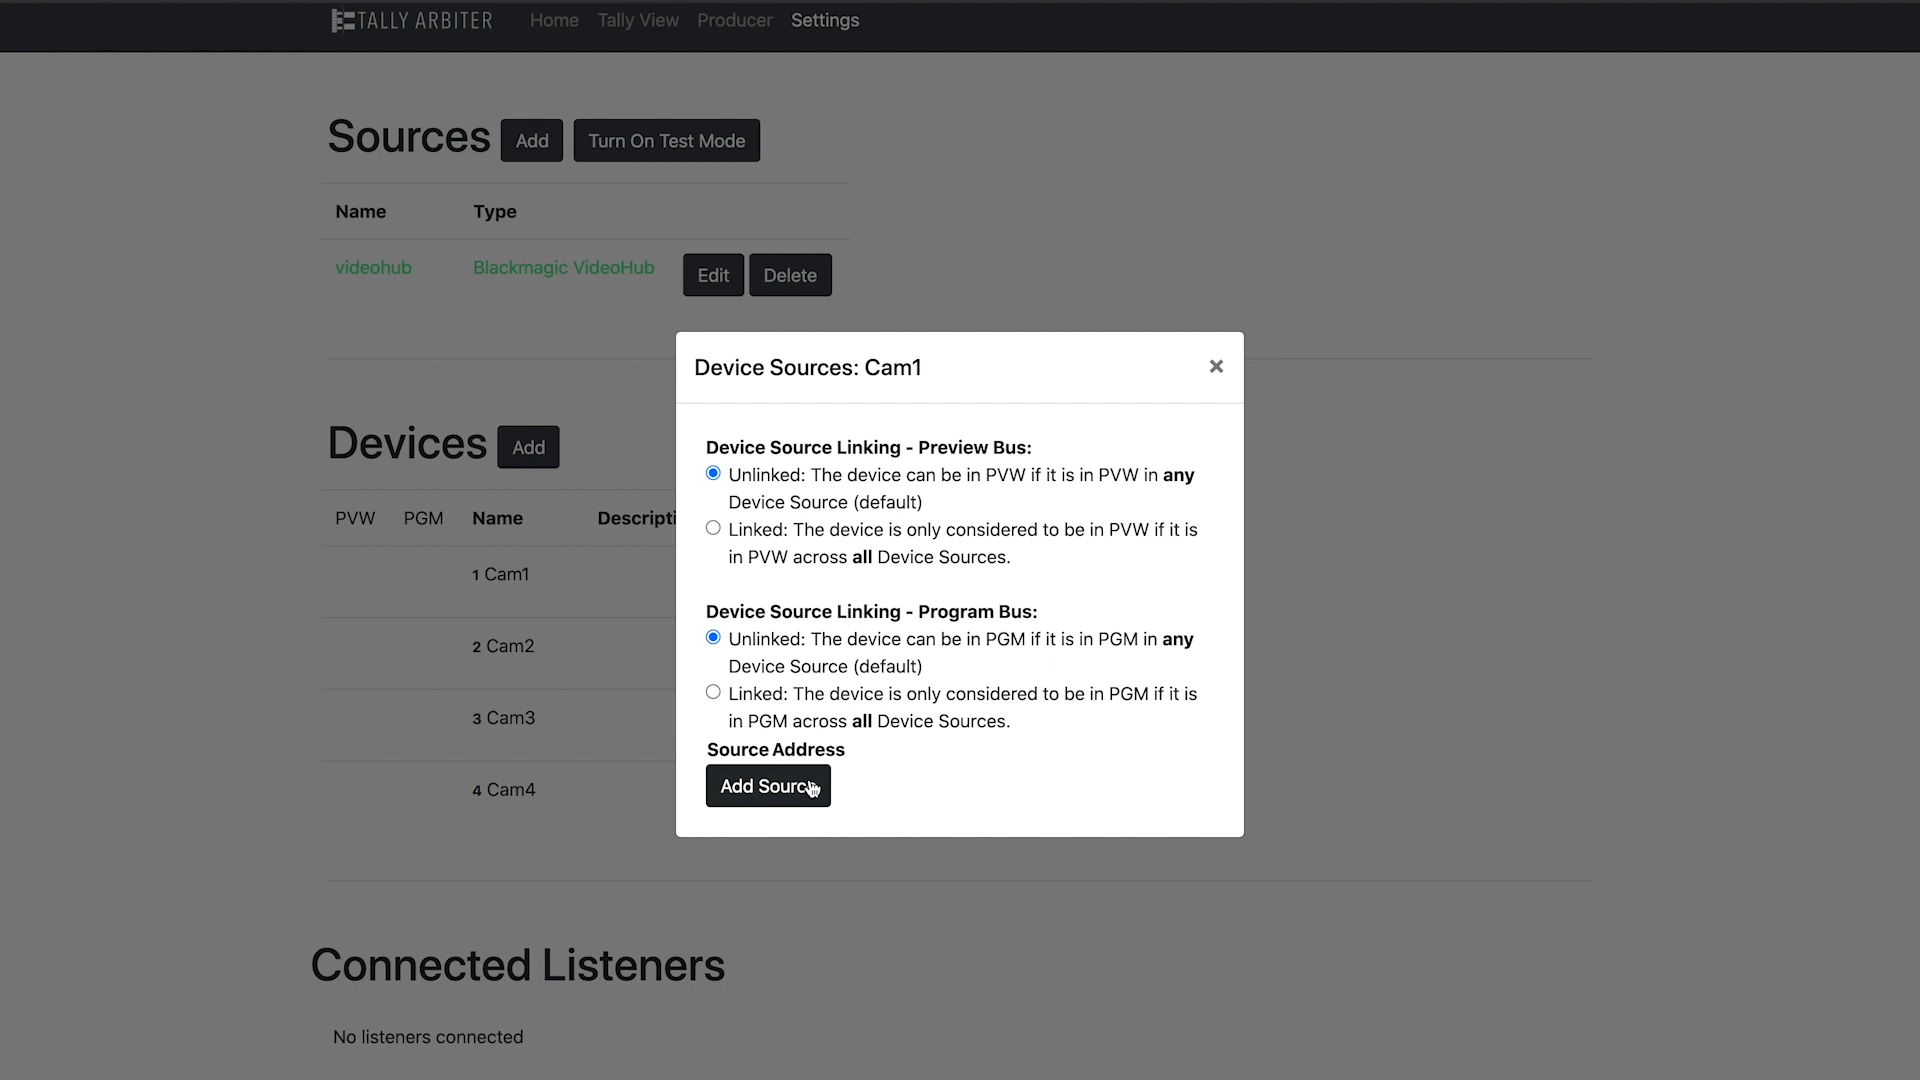 TALLY ARBITER Home Tally View Producer Settings
Sources Add Turn On Test Mode
Name Type
videohub Blackmagic VideoHub Edit Delete
Device Sources: Cam1 ×
Device Source Linking - Preview Bus:
Unlinked: The device can be in PVW if it is in PVW in any
Device Source (default)
Linked: The device is only considered to be in PVW if it is
in PVW across all Device Sources.
Device Source Linking - Program Bus:
Unlinked: The device can be in PGM if it is in PGM in any
Device Source (default)
Linked: The device is only considered to be in PGM if it is
in PGM across all Device Sources.
Source Address
Add Source
Devices Add
PVW PGM Name Descripti
1 Cam1
2 Cam2
3 Cam3
4 Cam4
Connected Listeners
No listeners connected